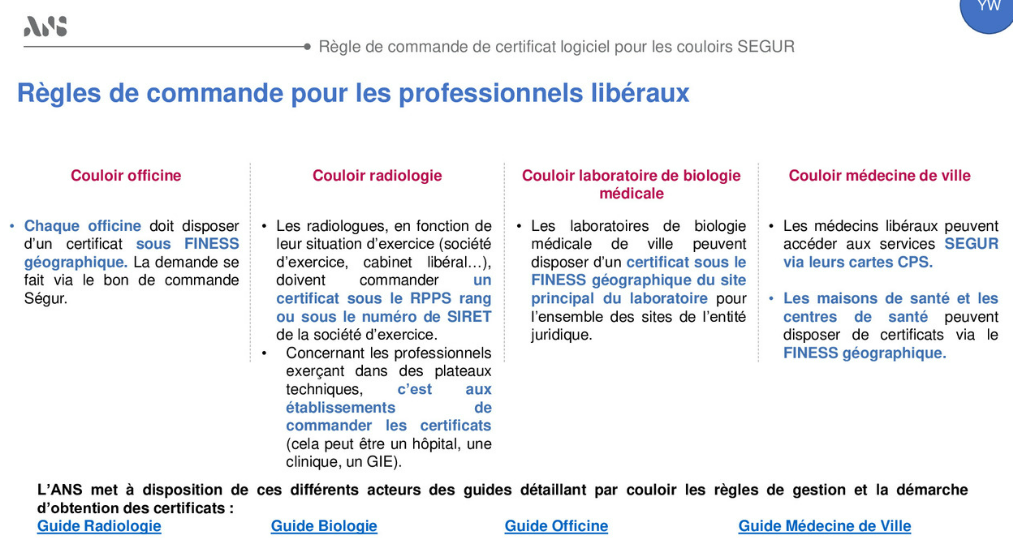 YW
ANS
Règle de commande de certificat logiciel pour les couloirs SEGUR
Règles de commande pour les professionnels libéraux
Couloir officine
• Chaque officine doit disposer
d’un certificat sous FINESS
géographique. La demande se
fait via le bon de commande
Ségur.
Couloir radiologie
• Les radiologues, en fonction de
leur situation d’exercice (société
d’exercice, cabinet libéral…),
doivent commander un
certificat sous le RPPS rang
ou sous le numéro de SIRET
de la société d’exercice.
• Concernant les professionnels
exerçant dans des plateaux
techniques, c’est aux
établissements de
commander les certificats
(cela peut être un hôpital, une
clinique, un GIE).
Couloir laboratoire de biologie
médicale
• Les laboratoires de biologie
médicale de ville peuvent
disposer d’un certificat sous le
FINESS géographique du site
principal du laboratoire pour
l’ensemble des sites de l’entité
juridique.
Couloir médecine de ville
• Les médecins libéraux peuvent
accéder aux services SEGUR
via leurs cartes CPS.
• Les maisons de santé et les
centres de santé peuvent
disposer de certificats via le
FINESS géographique.
L’ANS met à disposition de ces différents acteurs des guides détaillant par couloir les règles de gestion et la démarche
d’obtention des certificats :
Guide Radiologie Guide Biologie Guide Officine Guide Médecine de Ville